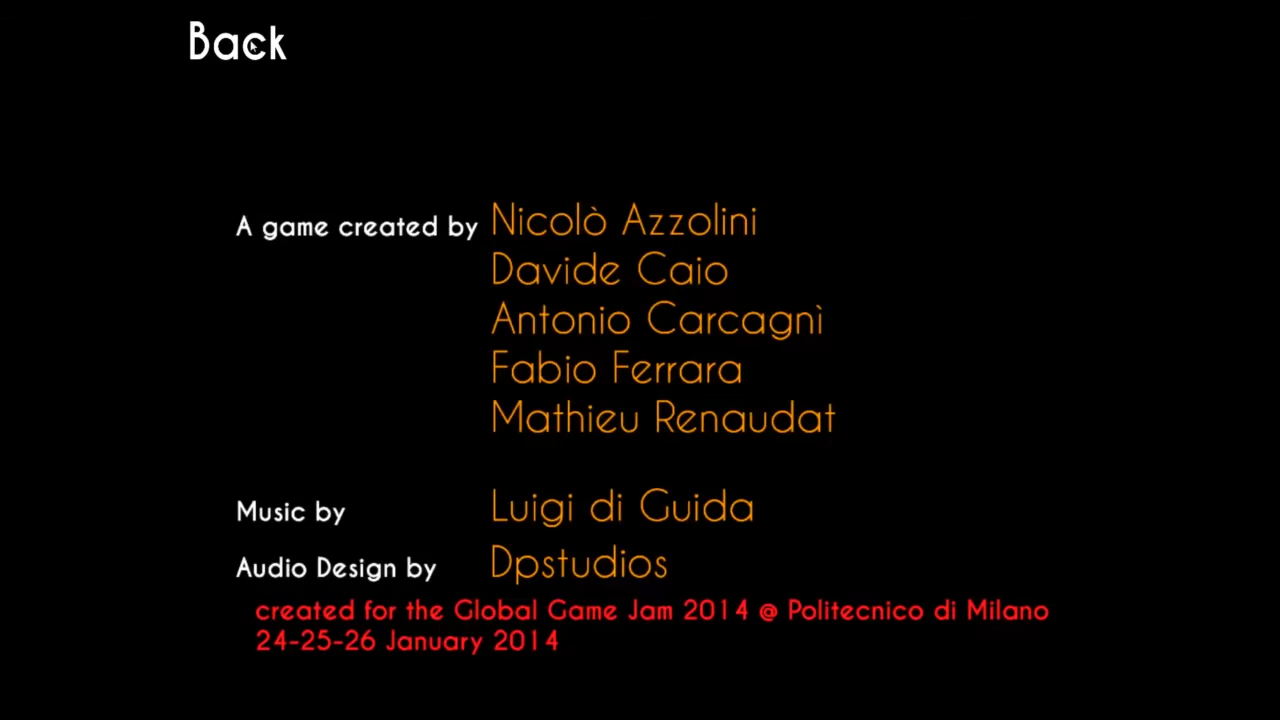 Back
A game created by Nicolò Azzolini
Davide Caio
Antonio Carcagnì
Fabio Ferrara
Mathieu Renaudat
Music by Luigi di Guida
Audio Design by Dpstudios
created for the Global Game Jam 2014 @ Politecnico di Milano
24-25-26 January 2014